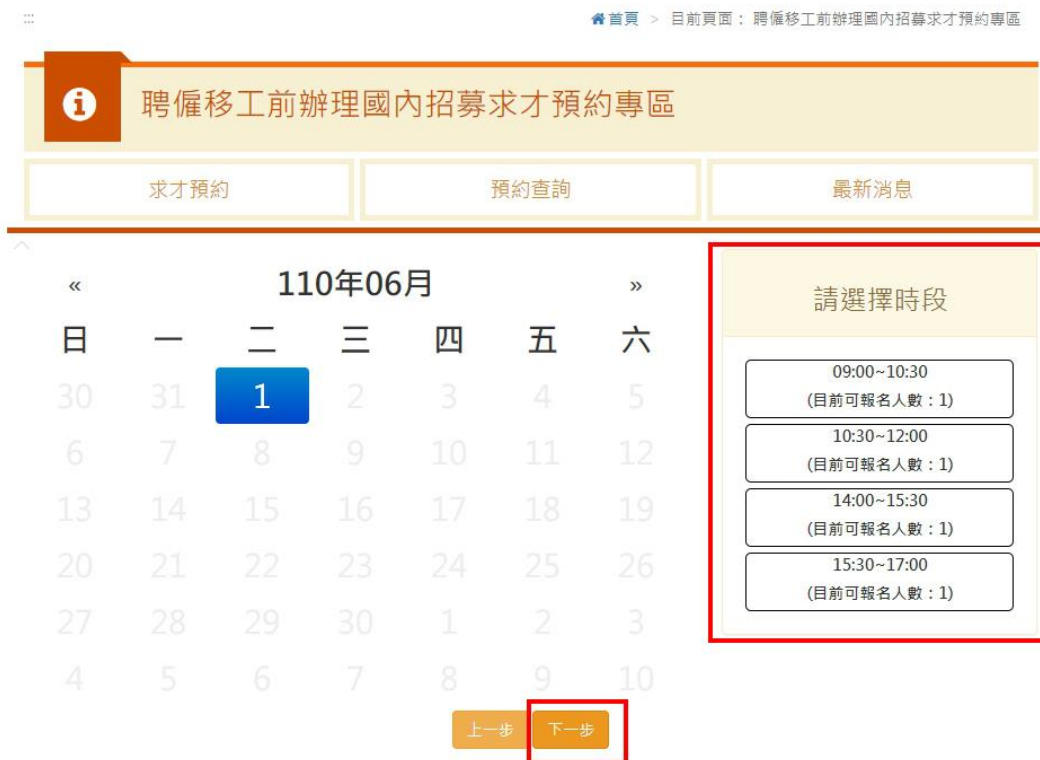 :::
首頁 > 目前頁面： 聘僱移工前辦理國內招募求才預約專區
聘僱移工前辦理國內招募求才預約專區
求才預約 預約查詢 最新消息
« 110年06月 »
日 一 二 三 四 五 六
30 31 1 2 3 4 5
6 7 8 9 10 11 12
13 14 15 16 17 18 19
20 21 22 23 24 25 26
27 28 29 30 1 2 3
4 5 6 7 8 9 10
上一步 下一步
請選擇時段
09:00~10:30
(目前可報名人數：1)
10:30~12:00
(目前可報名人數：1)
14:00~15:30
(目前可報名人數：1)
15:30~17:00
(目前可報名人數：1)